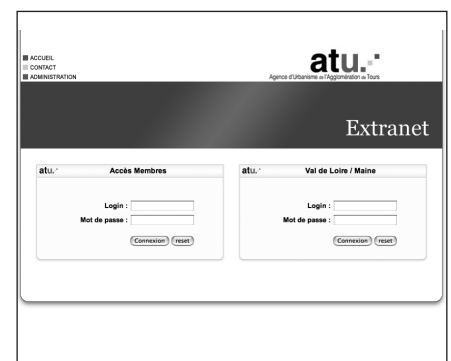 ACCUEIL
CONTACT
ADMINISTRATION
atu.
Agence d'Urbanisme de l'Agglomération de Tours
Extranet
atu.
Accès Membres
Login :
Mot de passe :
Connexion reset
atu.
Val de Loire / Maine
Login :
Mot de passe :
Connexion reset